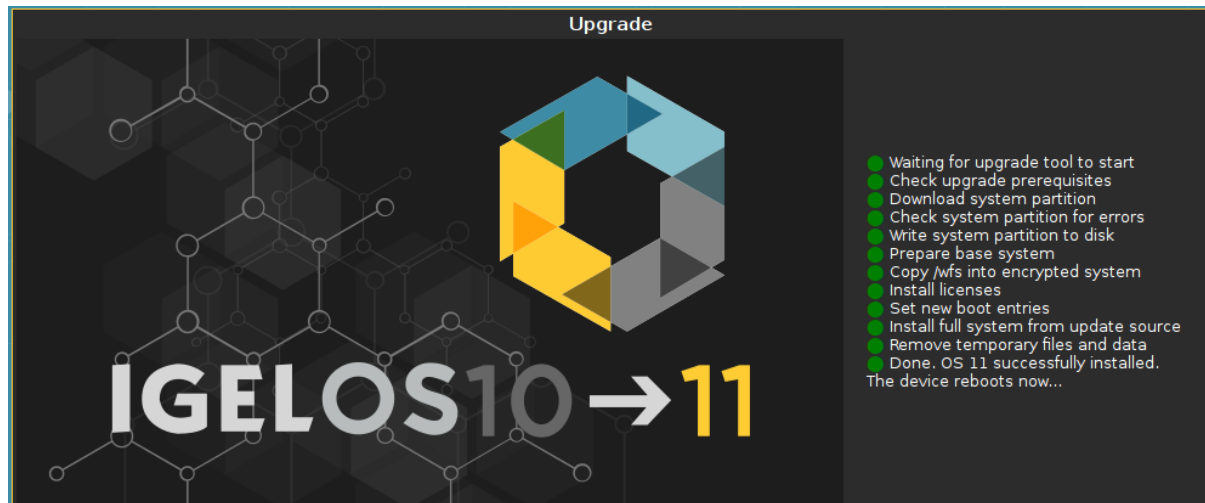 Upgrade
IGELOS10→11
Waiting for upgrade tool to start
Check upgrade prerequisites
Download system partition
Check system partition for errors
Write system partition to disk
Prepare base system
Copy /wfs into encrypted system
Install licenses
Set new boot entries
Install full system from update source
Remove temporary files and data
Done. OS 11 successfully installed.
The device reboots now...